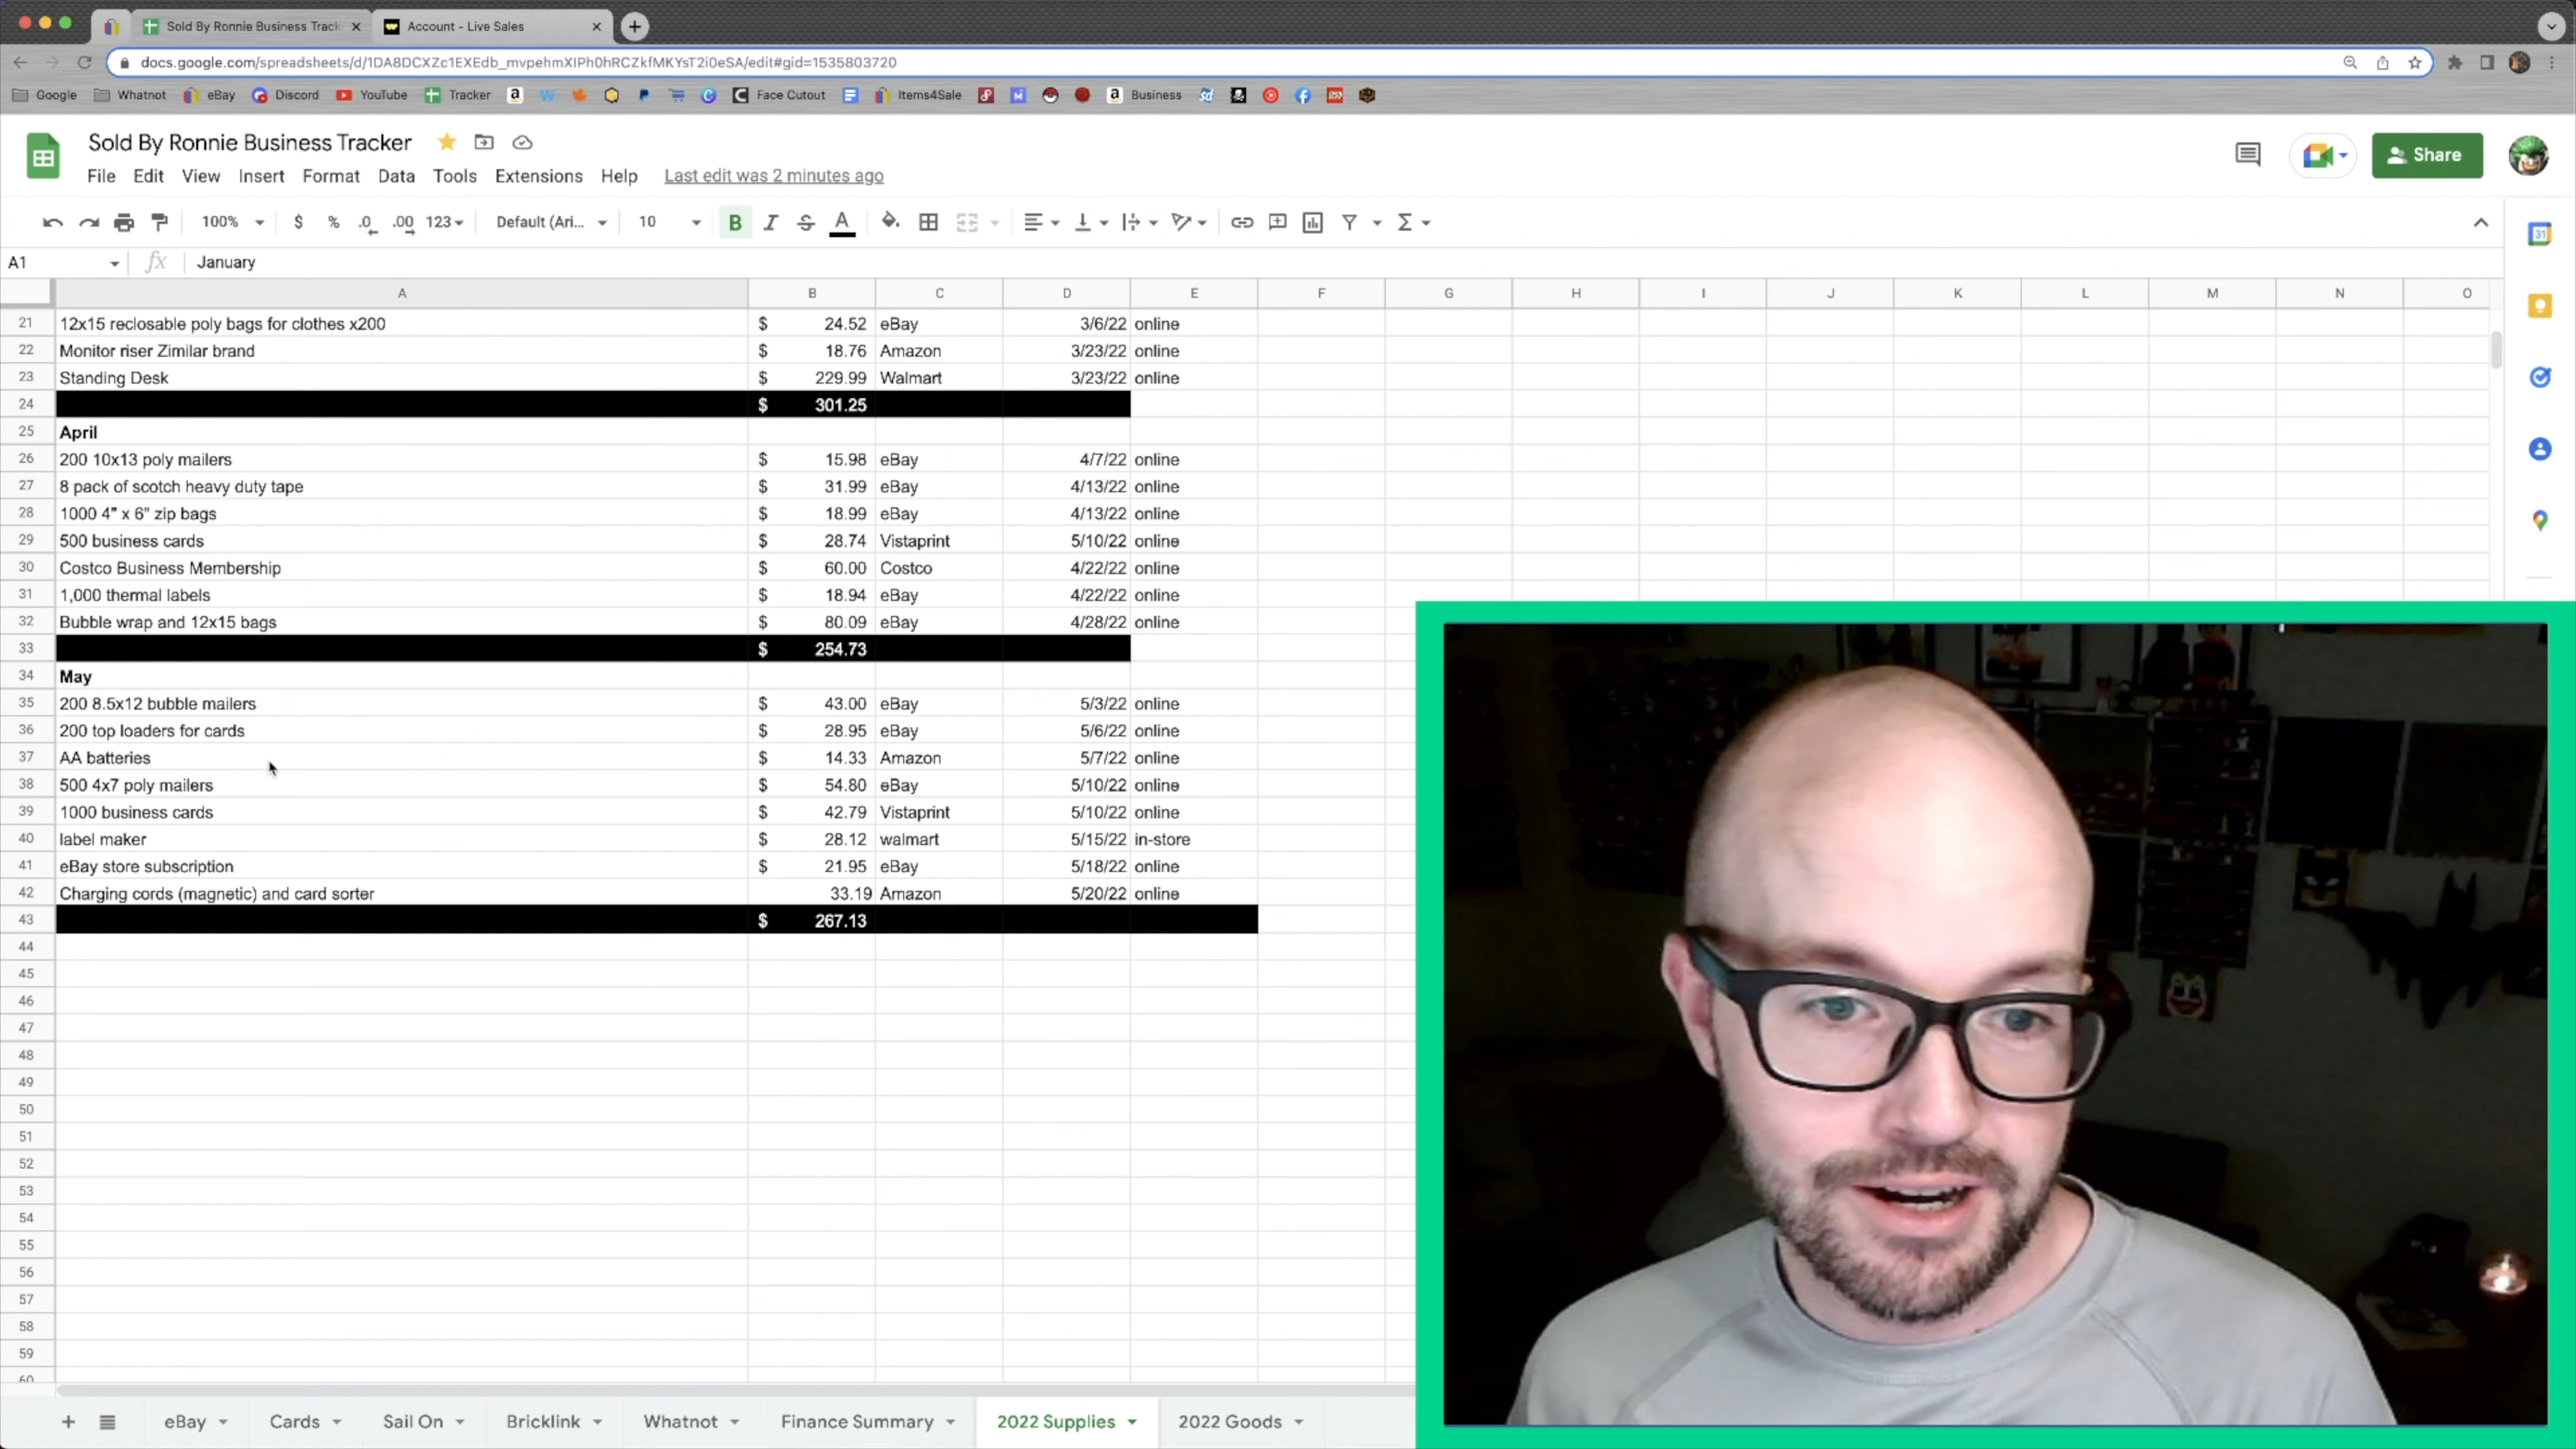 Sold By Ronnie Business Track
Account - Live Sales
docs.google.com/spreadsheets/d/1DA8DCXZc1EXEdb_mvpehmXIPh0hRCZkfMKYsT2i0eSA/edit#gid=1535803720
Google Whatnot eBay Discord YouTube Tracker Face Cutout Items4Sale Business
Sold By Ronnie Business Tracker
Share
File Edit View Insert Format Data Tools Extensions Help Last edit was 2 minutes ago
100% $ % .0 .00 123 Default (Ari... 10 B I S A
31
A1 fx January
A B C D E F G H I J K L M N O
21 12x15 reclosable poly bags for clothes x200 $ 24.52 eBay 3/6/22 online
22 Monitor riser Zimilar brand $ 18.76 Amazon 3/23/22 online
23 Standing Desk $ 229.99 Walmart 3/23/22 online
24 $ 301.25
25 April
26 200 10x13 poly mailers $ 15.98 eBay 4/7/22 online
27 8 pack of scotch heavy duty tape $ 31.99 eBay 4/13/22 online
28 1000 4" x 6" zip bags $ 18.99 eBay 4/13/22 online
29 500 business cards $ 28.74 Vistaprint 5/10/22 online
30 Costco Business Membership $ 60.00 Costco 4/22/22 online
31 1,000 thermal labels $ 18.94 eBay 4/22/22 online
32 Bubble wrap and 12x15 bags $ 80.09 eBay 4/28/22 online
33 $ 254.73
34 May
35 200 8.5x12 bubble mailers $ 43.00 eBay 5/3/22 online
36 200 top loaders for cards $ 28.95 eBay 5/6/22 online
37 AA batteries $ 14.33 Amazon 5/7/22 online
38 500 4x7 poly mailers $ 54.80 eBay 5/10/22 online
39 1000 business cards $ 42.79 Vistaprint 5/10/22 online
40 label maker $ 28.12 walmart 5/15/22 in-store
41 eBay store subscription $ 21.95 eBay 5/18/22 online
42 Charging cords (magnetic) and card sorter 33.19 Amazon 5/20/22 online
43 $ 267.13
44
45
46
47
48
49
50
51
52
53
54
55
56
57
58
59
60
+ eBay Cards Sail On Bricklink Whatnot Finance Summary 2022 Supplies 2022 Goods